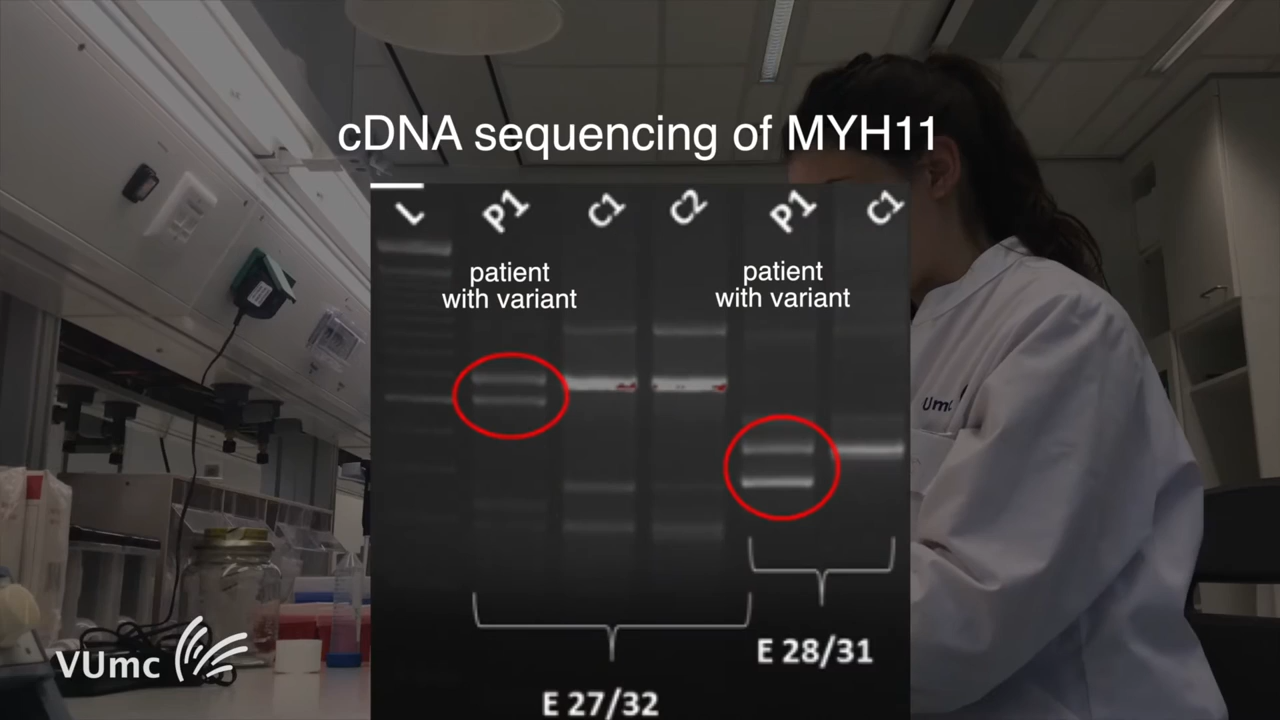 cDNA sequencing of MYH11
L P1 C1 C2 P1 C1
patient
with variant
patient
with variant
Umc
E 28/31
VUmc
E 27/32